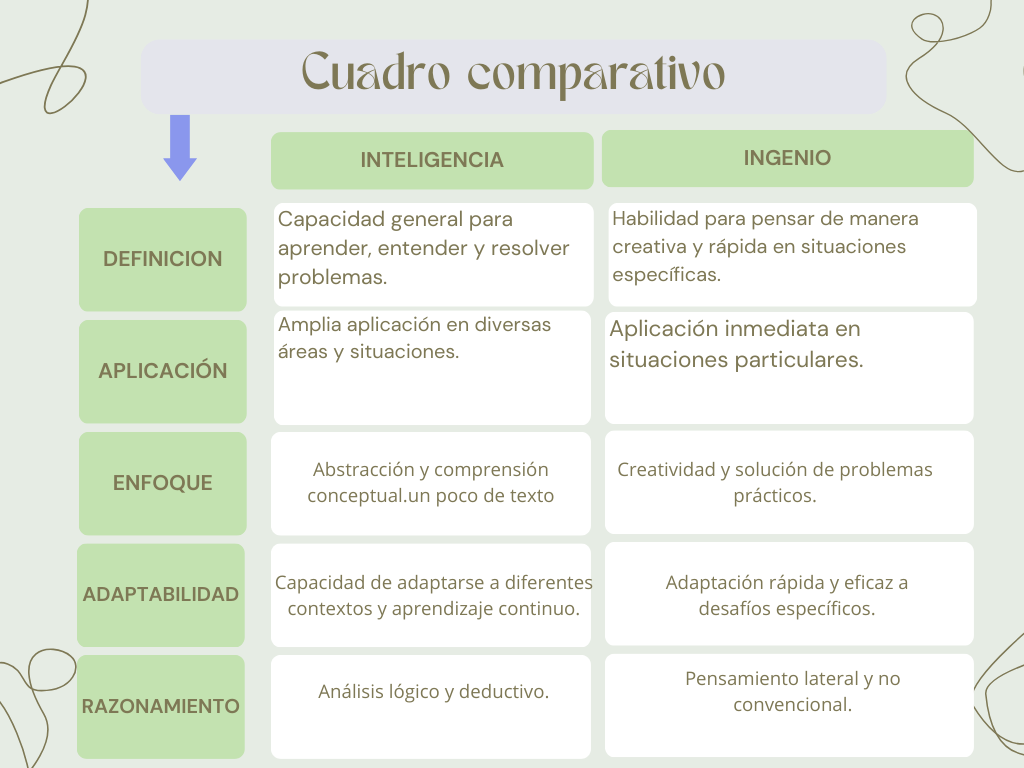 Cuadro comparativo
INTELIGENCIA
INGENIO
DEFINICION
Capacidad general para
aprender, entender y resolver
problemas.
Habilidad para pensar de manera
creativa y rápida en situaciones
específicas.
APLICACIÓN
Amplia aplicación en diversas
áreas y situaciones.
Aplicación inmediata en
situaciones particulares.
ENFOQUE
Abstracción y comprensión
conceptual.un poco de texto
Creatividad y solución de problemas
prácticos.
ADAPTABILIDAD
Capacidad de adaptarse a diferentes
contextos y aprendizaje continuo.
Adaptación rápida y eficaz a
desafíos específicos.
RAZONAMIENTO
Análisis lógico y deductivo.
Pensamiento lateral y no
convencional.